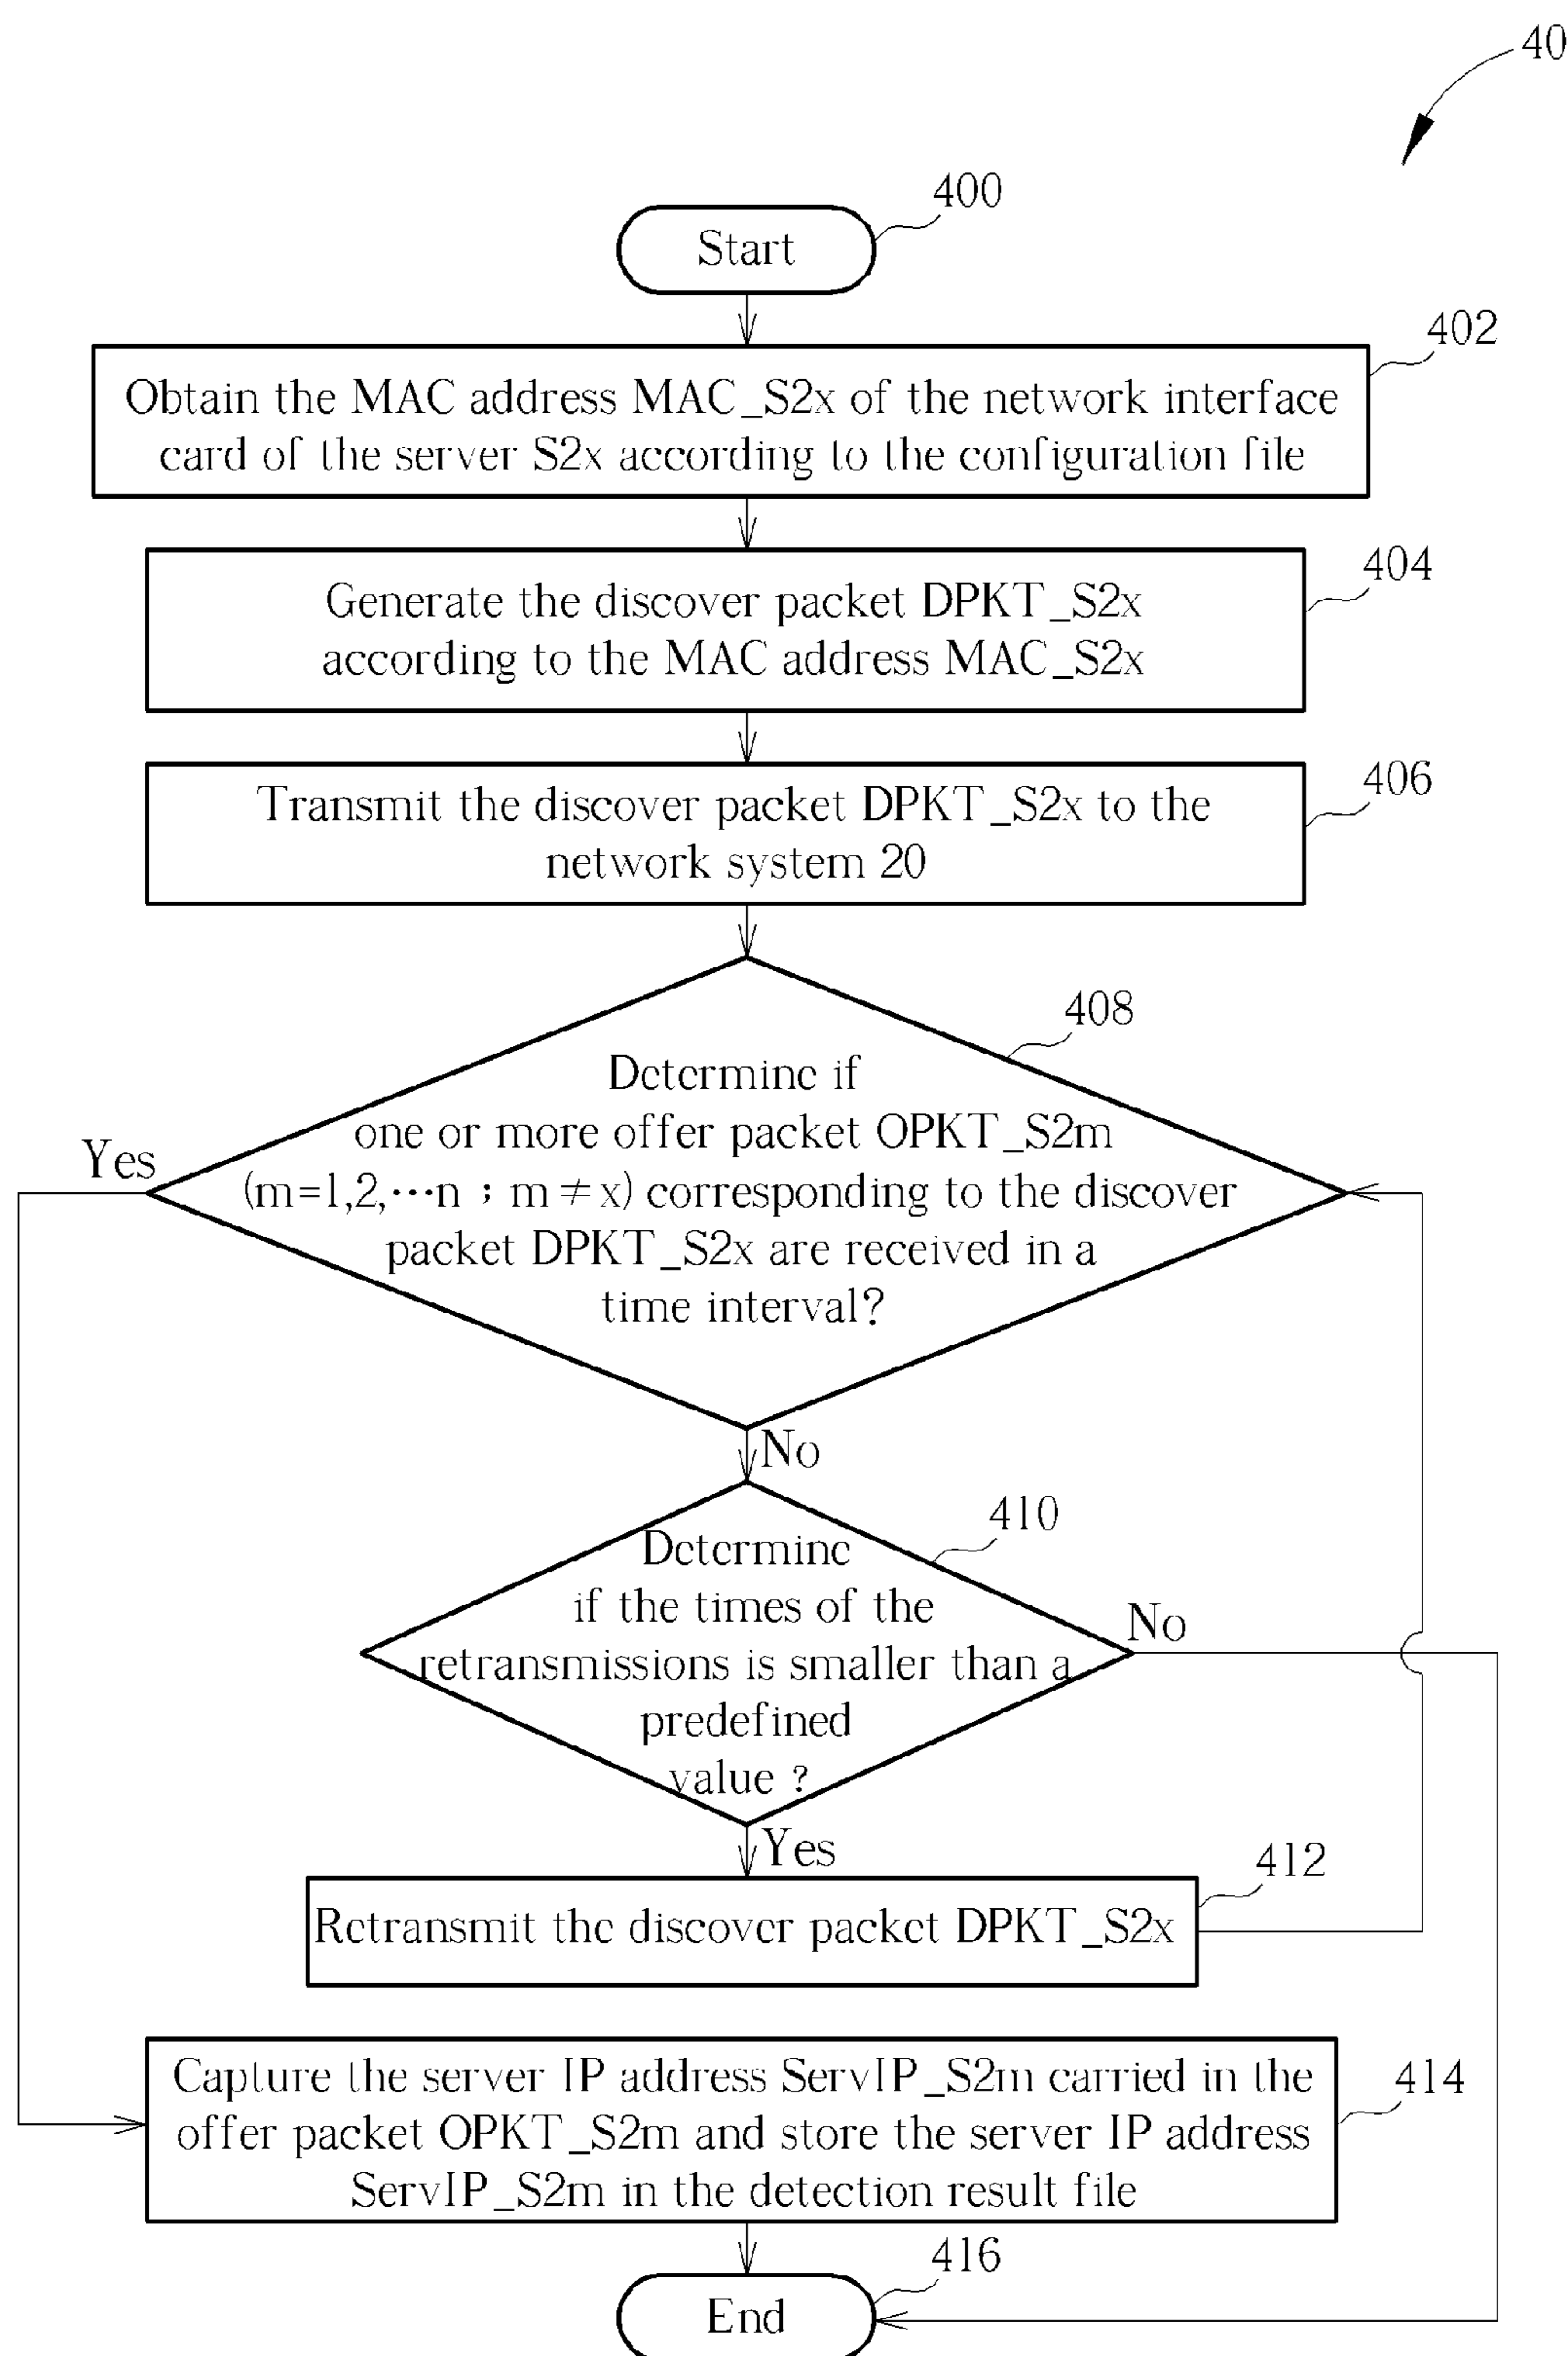 40
400
Start
402
Obtain the MAC address MAC_S2x of the network interface
card of the server S2x according to the configuration file
404
Generate the discover packet DPKT_S2x
according to the MAC address MAC_S2x
406
Transmit the discover packet DPKT_S2x to the
network system 20
408
Determine if
one or more offer packet OPKT_S2m
(m=1,2,⋯n ; m≠x) corresponding to the discover
packet DPKT_S2x are received in a
time interval?
Yes
No
410
Determine
if the times of the
retransmissions is smaller than a
predefined
value ?
No
Yes
412
Retransmit the discover packet DPKT_S2x
414
Capture the server IP address ServIP_S2m carried in the
offer packet OPKT_S2m and store the server IP address
ServIP_S2m in the detection result file
416
End